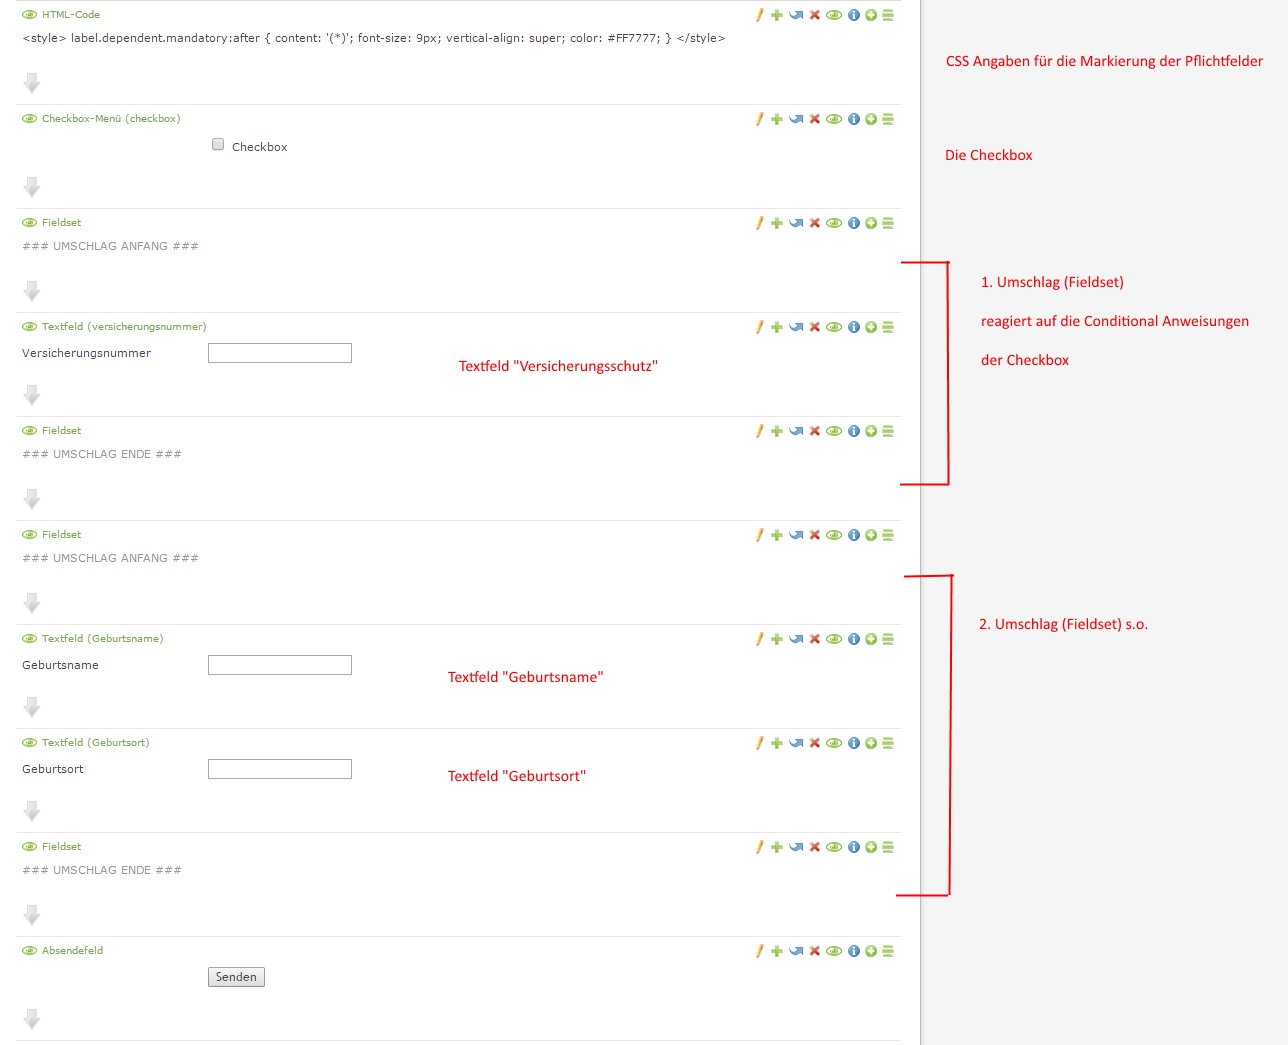 HTML-Code
<style> label.dependent.mandatory:after { content: '(*)'; font-size: 9px; vertical-align: super; color: #FF7777; } </style>
CSS Angaben für die Markierung der Pflichtfelder
Checkbox-Menü (checkbox)
Checkbox
Die Checkbox
Fieldset
### UMSCHLAG ANFANG ###
1. Umschlag (Fieldset)
reagiert auf die Conditional Anweisungen
der Checkbox
Textfeld (versicherungsnummer)
Versicherungsnummer
Textfeld "Versicherungsschutz"
Fieldset
### UMSCHLAG ENDE ###
Fieldset
### UMSCHLAG ANFANG ###
2. Umschlag (Fieldset) s.o.
Textfeld (Geburtsname)
Geburtsname
Textfeld "Geburtsname"
Textfeld (Geburtsort)
Geburtsort
Textfeld "Geburtsort"
Fieldset
### UMSCHLAG ENDE ###
Absendefeld
Senden